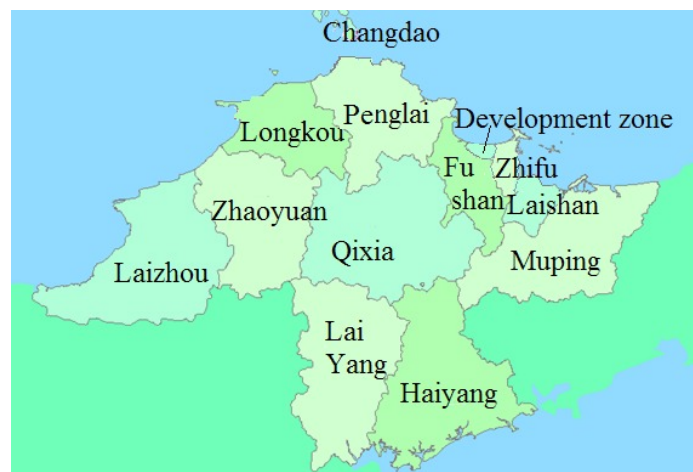 Changdao
Penglai
Development zone
Longkou
Fu
shan
Zhifu
Zhaoyuan
Laishan
Qixia
Muping
Laizhou
Lai
Yang
Haiyang